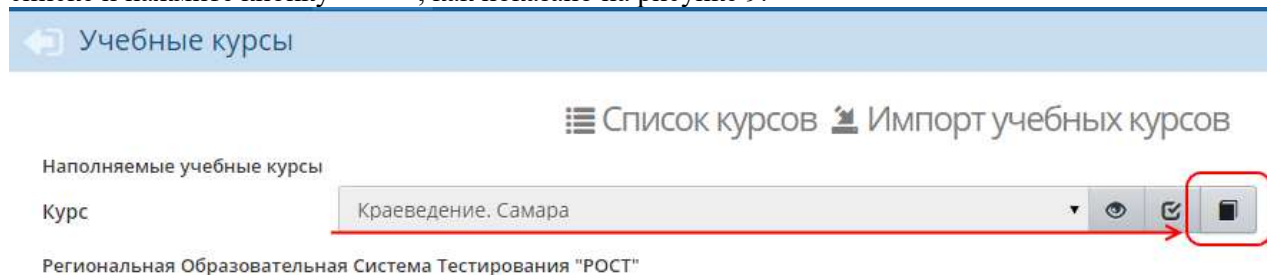 Учебные курсы
Список курсов Импорт учебных курсов
Наполняемые учебные курсы
Курс Краеведение. Самара
Региональная Образовательная Система Тестирования "РОСТ"